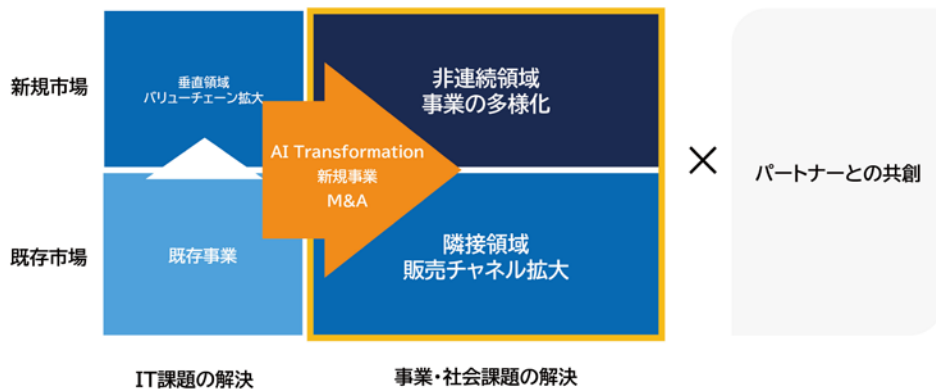 新規市場
垂直領域
バリューチェーン拡大
非連続領域
事業の多様化
AI Transformation
新規事業
M&A
×
パートナーとの共創
既存市場
既存事業
隣接領域
販売チャネル拡大
IT課題の解決
事業・社会課題の解決